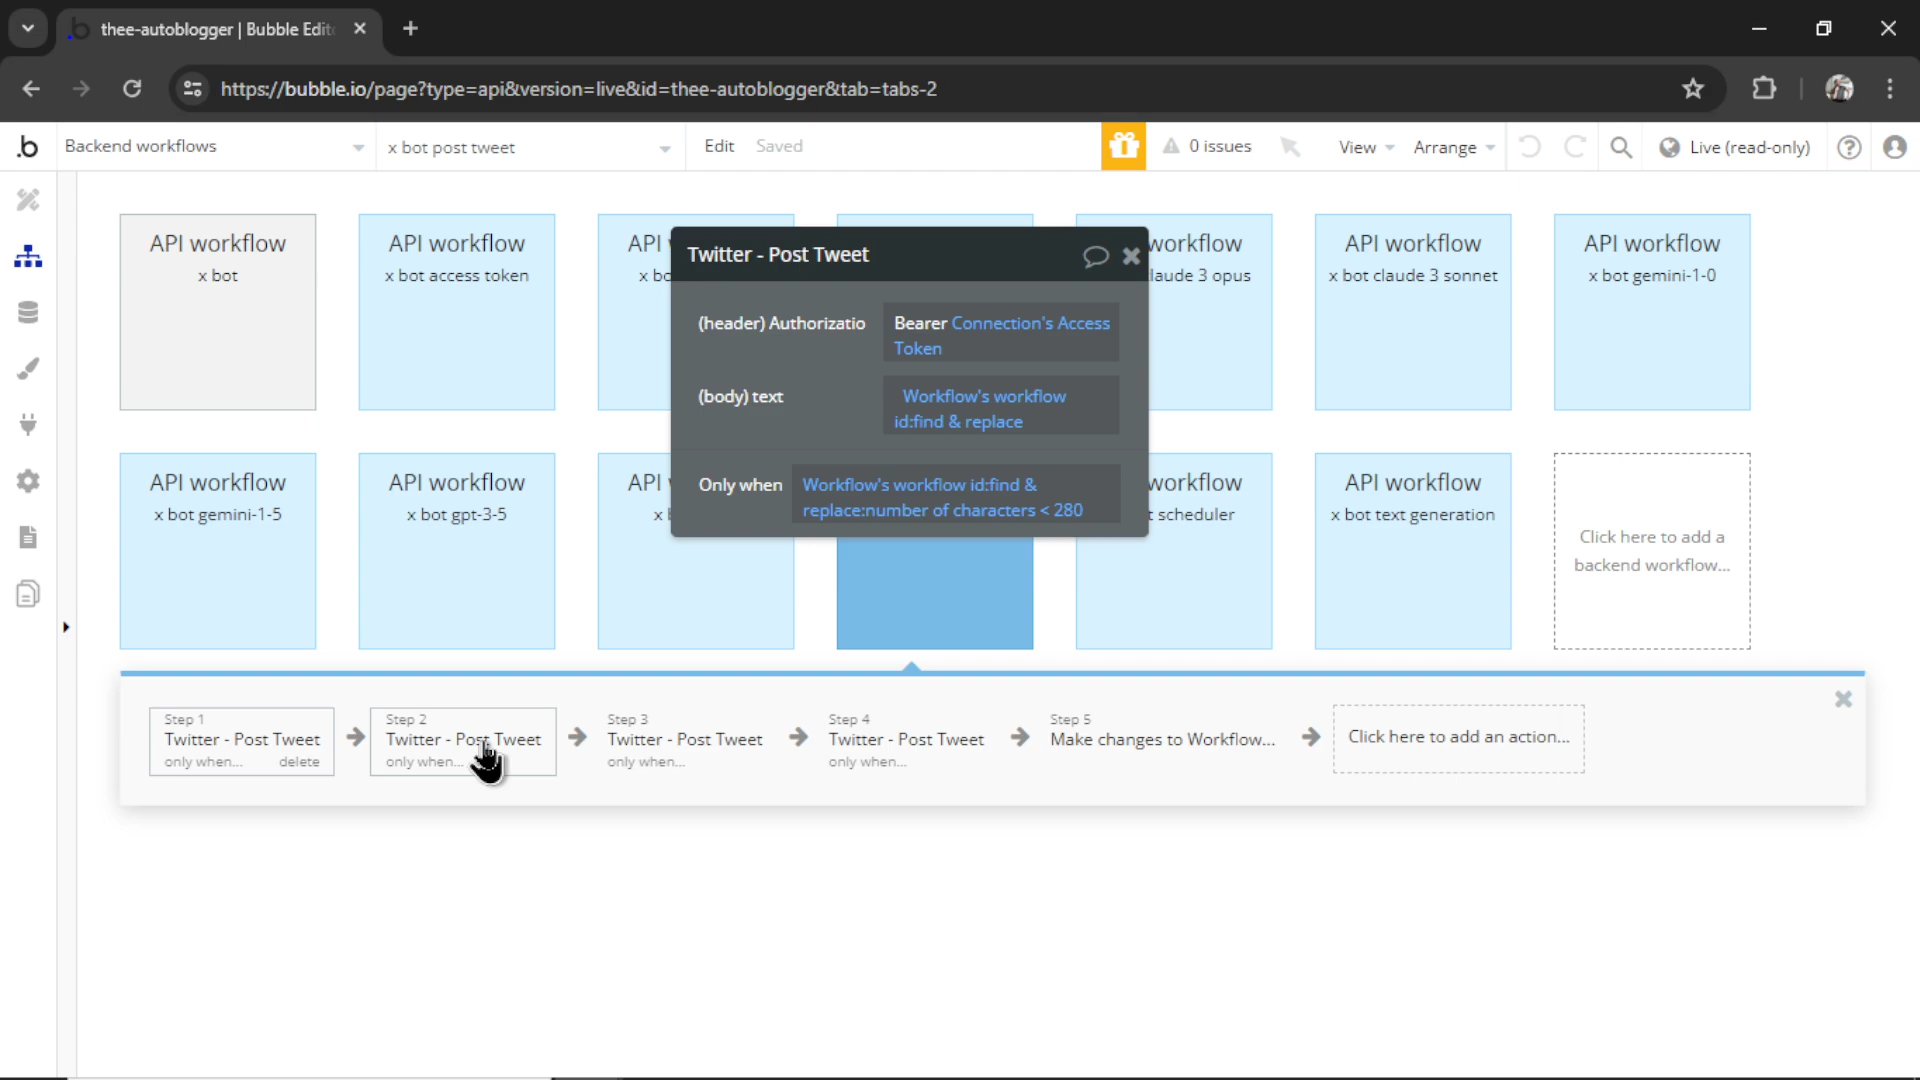 thee-autoblogger | Bubble Edit
https://bubble.io/page?type=api&version=live&id=thee-autoblogger&tab=tabs-2
.b Backend workflows x bot post tweet Edit Saved 0 issues View Arrange Live (read-only)
API workflow
x bot
API workflow
x bot access token
API
x bo
workflow
laude 3 opus
API workflow
x bot claude 3 sonnet
API workflow
x bot gemini-1-0
Twitter - Post Tweet
(header) Authorizatio
Bearer Connection's Access
Token
(body) text
Workflow's workflow
id:find & replace
Only when
Workflow's workflow id:find &
replace:number of characters < 280
API workflow
x bot gemini-1-5
API workflow
x bot gpt-3-5
API
x
workflow
t scheduler
API workflow
x bot text generation
Click here to add a
backend workflow...
Step 1
Twitter - Post Tweet
only when... delete
Step 2
Twitter - Post Tweet
only when...
Step 3
Twitter - Post Tweet
only when...
Step 4
Twitter - Post Tweet
only when...
Step 5
Make changes to Workflow...
Click here to add an action...